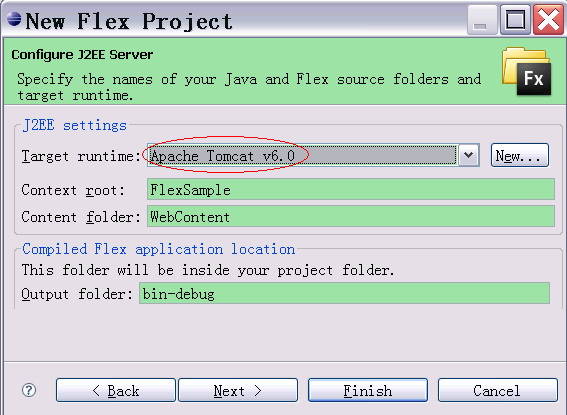 New Flex Project
Configure J2EE Server
Specify the names of your Java and Flex source folders and
target runtime.
Fx
J2EE settings
Target runtime: Apache Tomcat v6.0 New...
Context root: FlexSample
Content folder: WebContent
Compiled Flex application location
This folder will be inside your project folder.
Output folder: bin-debug
? < Back Next > Finish Cancel